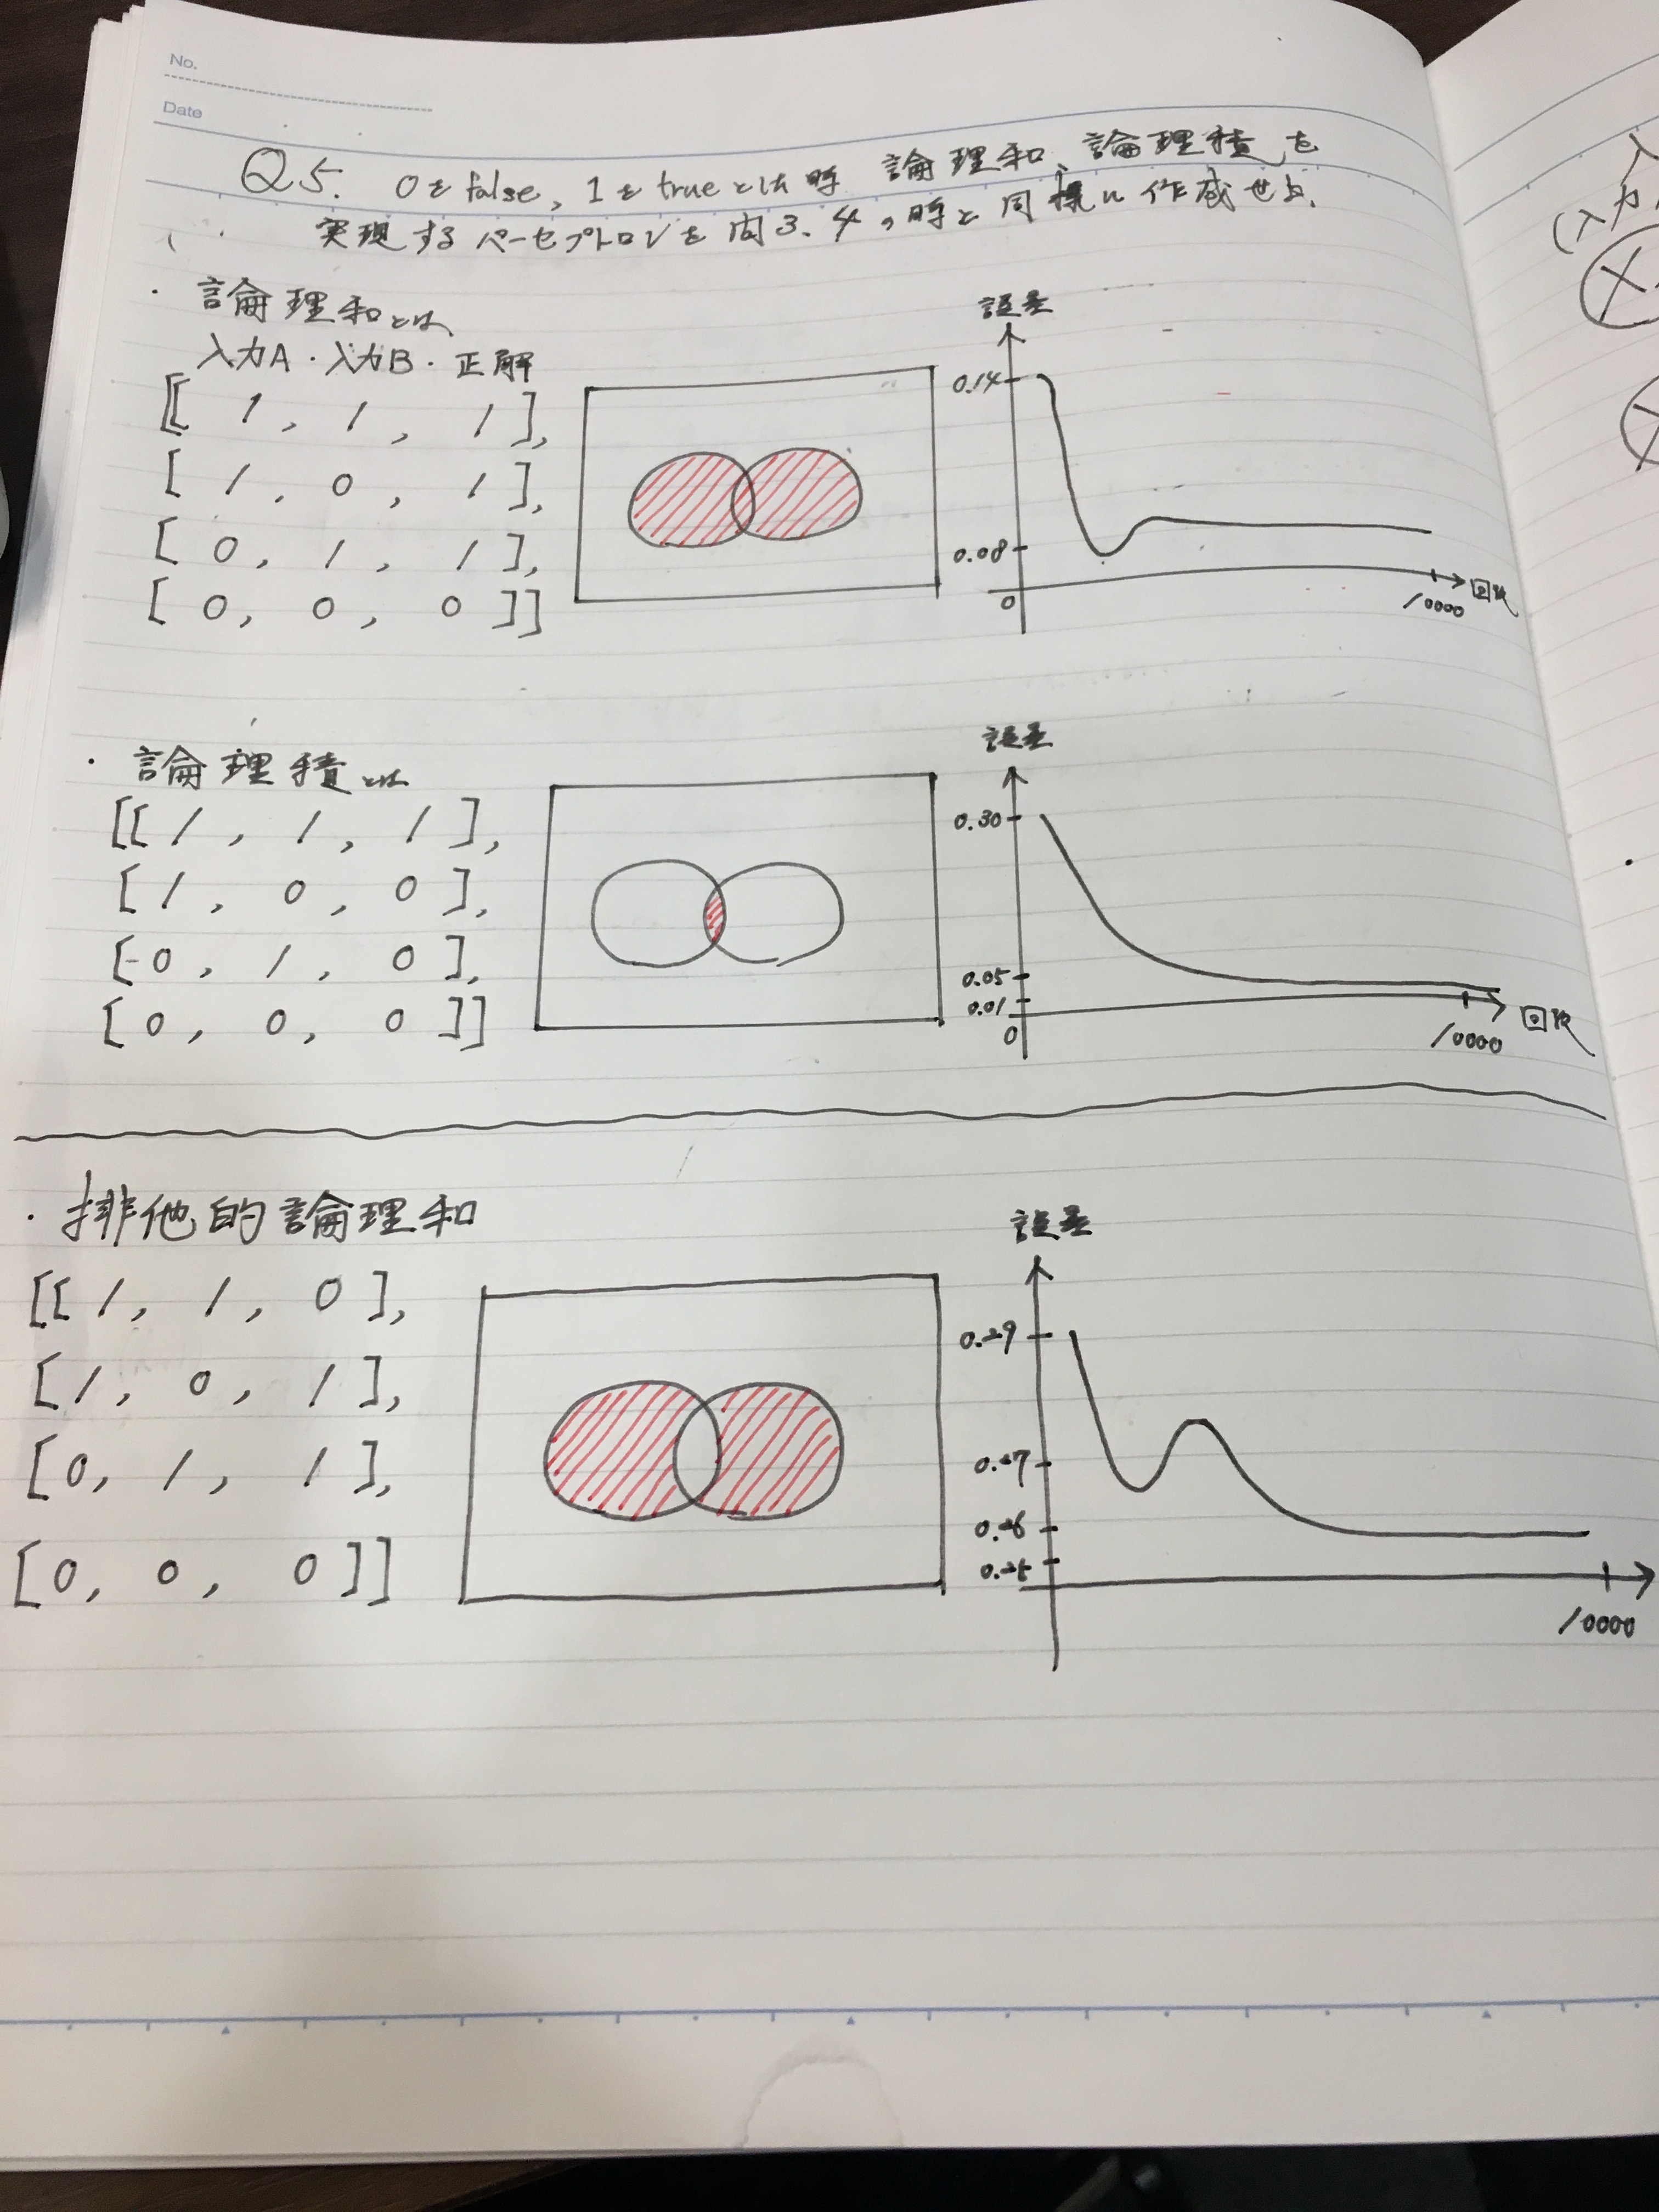 No.
Date
Q5. 0をfalse, 1をtrueとした時 論理和、論理積を
実現するパーセプトロンを問3.4の時と同様に作成せよ.
・論理和とは、
入力A・入力B・正解
[[ 1, 1, 1 ],
[ 1, 0, 1 ],
[ 0, 1, 1 ],
[ 0, 0, 0 ]]
誤差
0.14
0.08
0
10000
回数
・論理積とは
[[ 1, 1, 1 ],
[ 1, 0, 0 ],
[ 0, 1, 0 ],
[ 0, 0, 0 ]]
誤差
0.30
0.05
0.01
0
10000
回数
・排他的論理和
[[ 1, 1, 0 ],
[ 1, 0, 1 ],
[ 0, 1, 1 ],
[ 0, 0, 0 ]]
誤差
0.29
0.27
0.26
0.25
10000
入力